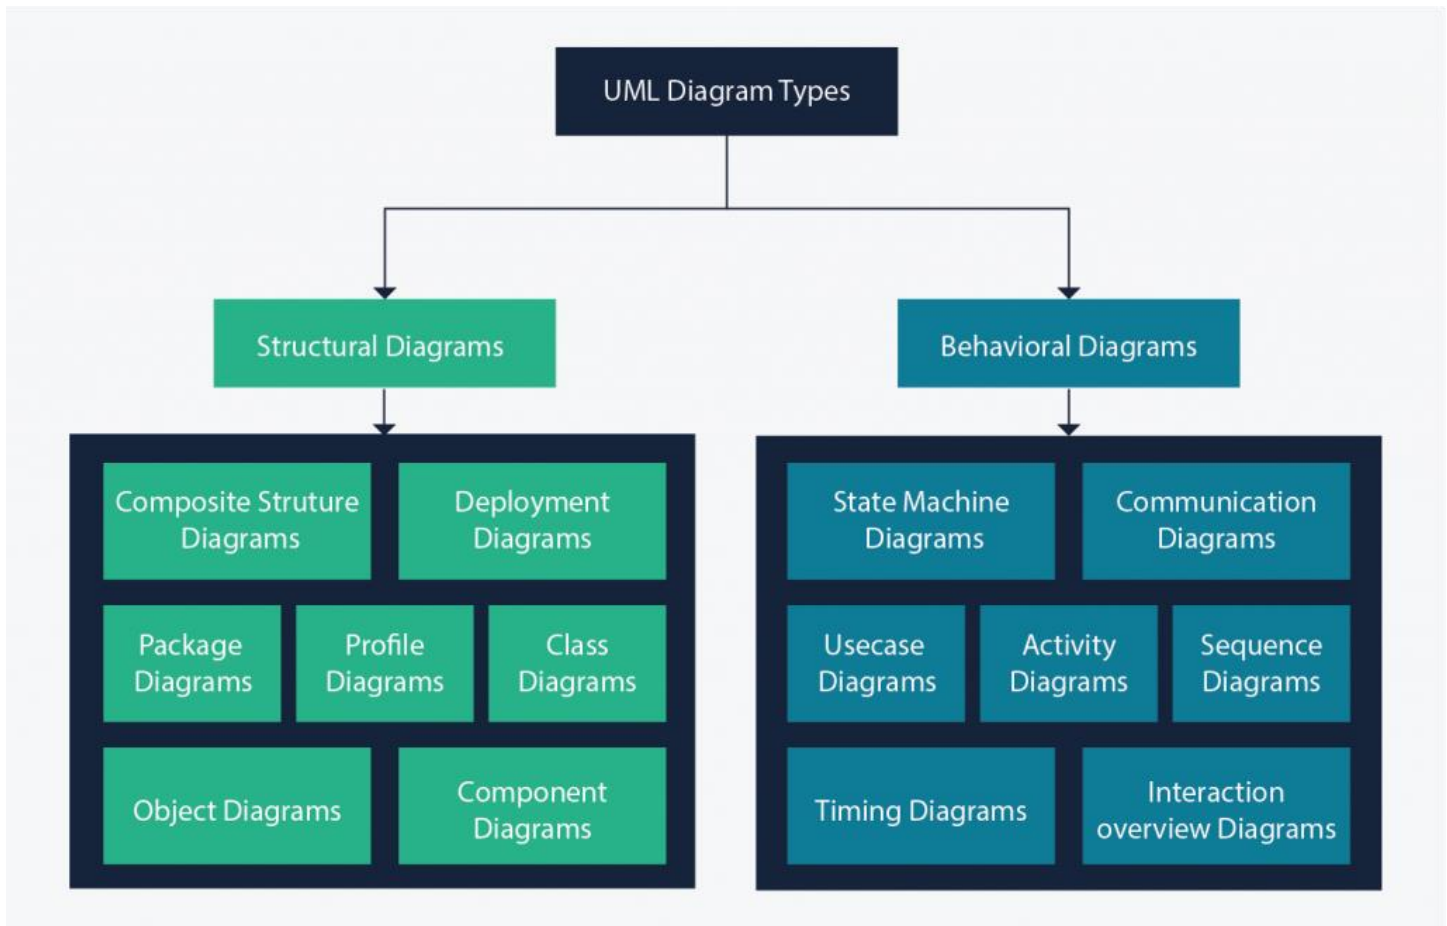 UML Diagram Types
Structural Diagrams
Behavioral Diagrams
Composite Struture
Diagrams
Deployment
Diagrams
Package
Diagrams
Profile
Diagrams
Class
Diagrams
Object Diagrams
Component
Diagrams
State Machine
Diagrams
Communication
Diagrams
Usecase
Diagrams
Activity
Diagrams
Sequence
Diagrams
Timing Diagrams
Interaction
overview Diagrams